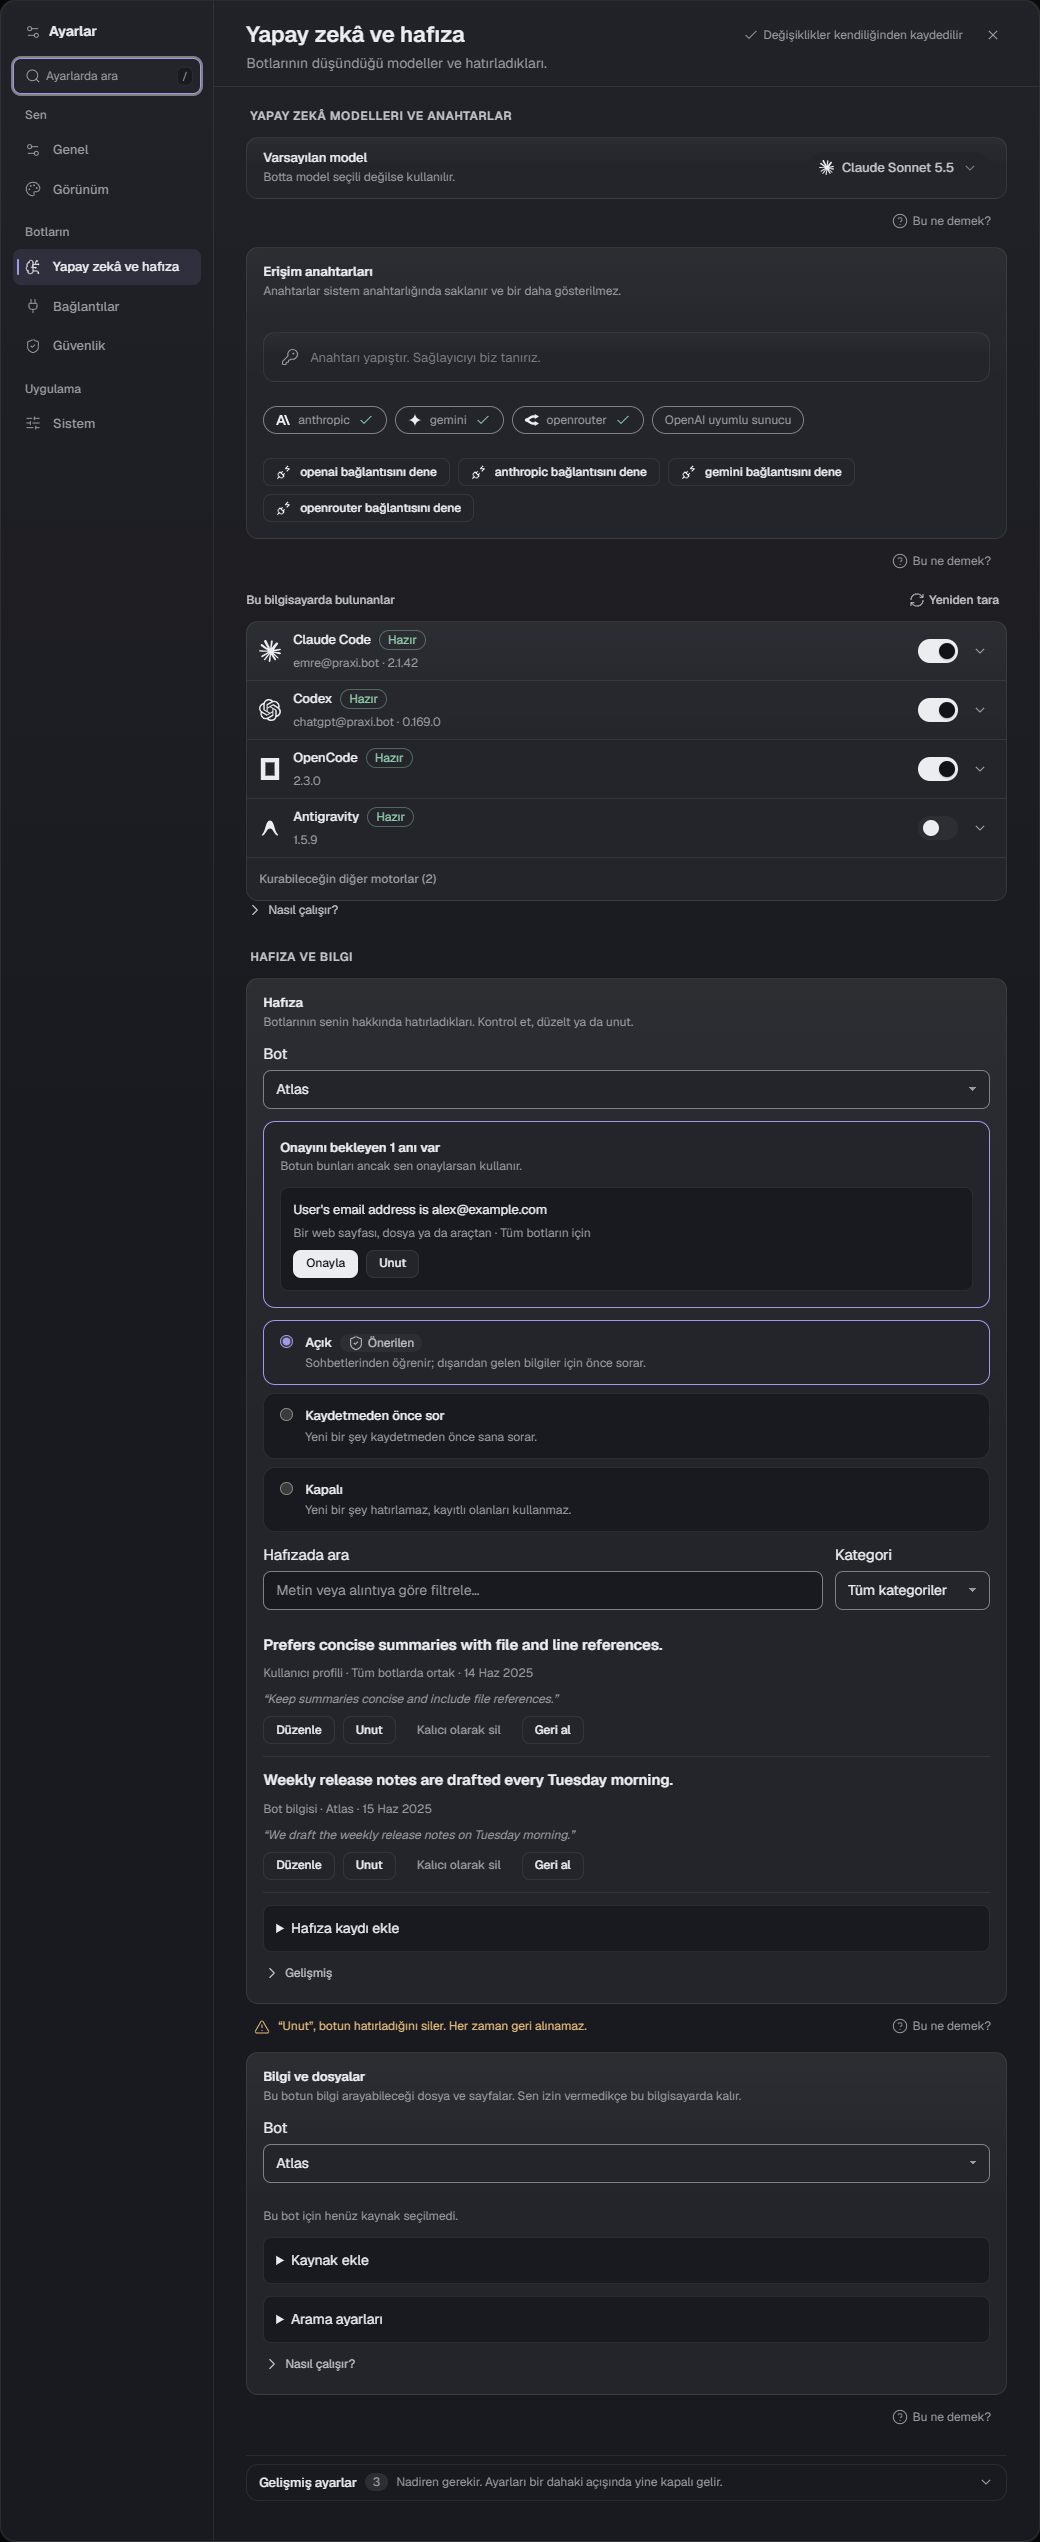 Ayarlar
Ayarlarda ara /
Sen
Genel
Görünüm
Botların
Yapay zekâ ve hafıza
Bağlantılar
Güvenlik
Uygulama
Sistem
Yapay zekâ ve hafıza
Değişiklikler kendiliğinden kaydedilir
Botlarının düşündüğü modeller ve hatırladıkları.
YAPAY ZEKÂ MODELLERİ VE ANAHTARLAR
Varsayılan model
Botta model seçili değilse kullanılır.
Claude Sonnet 5.5
Bu ne demek?
Erişim anahtarları
Anahtarlar sistem anahtarlığında saklanır ve bir daha gösterilmez.
Anahtarı yapıştır. Sağlayıcıyı biz tanırız.
anthropic gemini openrouter OpenAI uyumlu sunucu
openai bağlantısını dene anthropic bağlantısını dene gemini bağlantısını dene
openrouter bağlantısını dene
Bu ne demek?
Bu bilgisayarda bulunanlar Yeniden tara
Claude Code Hazır
emre@praxi.bot · 2.1.42
Codex Hazır
chatgpt@praxi.bot · 0.169.0
OpenCode Hazır
2.3.0
Antigravity Hazır
1.5.9
Kurabileceğin diğer motorlar (2)
Nasıl çalışır?
HAFIZA VE BILGI
Hafıza
Botlarının senin hakkında hatırladıkları. Kontrol et, düzelt ya da unut.
Bot
Atlas
Onayını bekleyen 1 anı var
Botun bunları ancak sen onaylarsan kullanır.
User's email address is alex@example.com
Bir web sayfası, dosya ya da araçtan · Tüm botların için
Onayla Unut
Açık Önerilen
Sohbetlerinden öğrenir; dışarıdan gelen bilgiler için önce sorar.
Kaydetmeden önce sor
Yeni bir şey kaydetmeden önce sana sorar.
Kapalı
Yeni bir şey hatırlamaz, kayıtlı olanları kullanmaz.
Hafızada ara Kategori
Metin veya alıntıya göre filtrele... Tüm kategoriler
Prefers concise summaries with file and line references.
Kullanıcı profili · Tüm botlarda ortak · 14 Haz 2025
“Keep summaries concise and include file references.”
Düzenle Unut Kalıcı olarak sil Geri al
Weekly release notes are drafted every Tuesday morning.
Bot bilgisi · Atlas · 15 Haz 2025
“We draft the weekly release notes on Tuesday morning.”
Düzenle Unut Kalıcı olarak sil Geri al
Hafıza kaydı ekle
Gelişmiş
“Unut”, botun hatırladığını siler. Her zaman geri alınamaz.
Bu ne demek?
Bilgi ve dosyalar
Bu botun bilgi arayabileceği dosya ve sayfalar. Sen izin vermedikçe bu bilgisayarda kalır.
Bot
Atlas
Bu bot için henüz kaynak seçilmedi.
Kaynak ekle
Arama ayarları
Nasıl çalışır?
Bu ne demek?
Gelişmiş ayarlar 3 Nadiren gerekir. Ayarları bir dahaki açışında yine kapalı gelir.